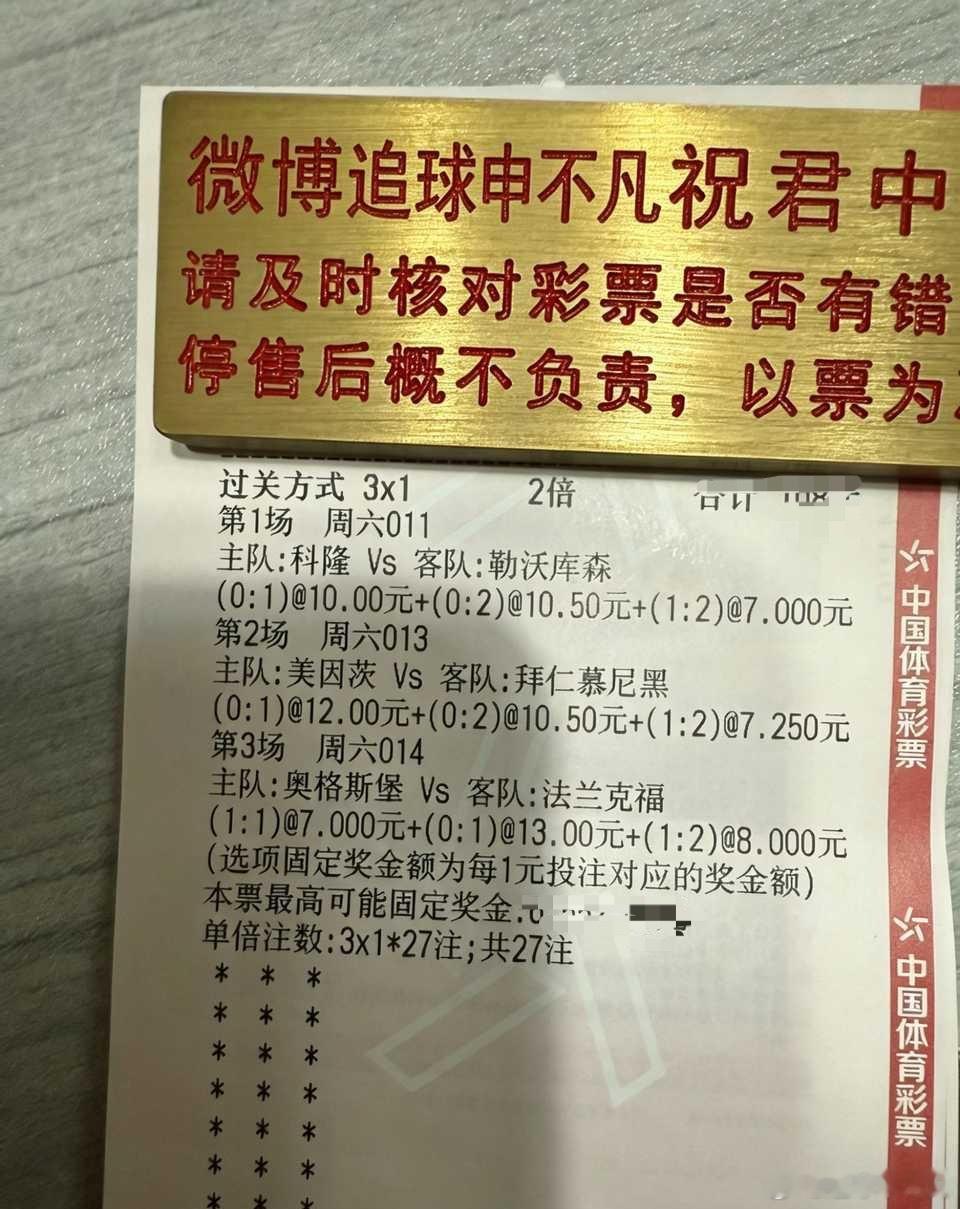 微博追球申不凡祝君中
请及时核对彩票是否有错
停售后概不负责，以票为
过关方式 3x1 2倍 合计
第1场 周六011
主队:科隆 Vs 客队:勒沃库森
(0:1)@10.00元+(0:2)@10.50元+(1:2)@7.000元
第2场 周六013
主队:美因茨 Vs 客队:拜仁慕尼黑
(0:1)@12.00元+(0:2)@10.50元+(1:2)@7.250元
第3场 周六014
主队:奥格斯堡 Vs 客队:法兰克福
(1:1)@7.000元+(0:1)@13.00元+(1:2)@8.000元
(选项固定奖金额为每1元投注对应的奖金额)
本票最高可能固定奖金:
单倍注数:3x1*27注;共27注
* * *
* * *
* * *
* * *
* * *
* * *
* * *
中国体育彩票
中国体育彩票